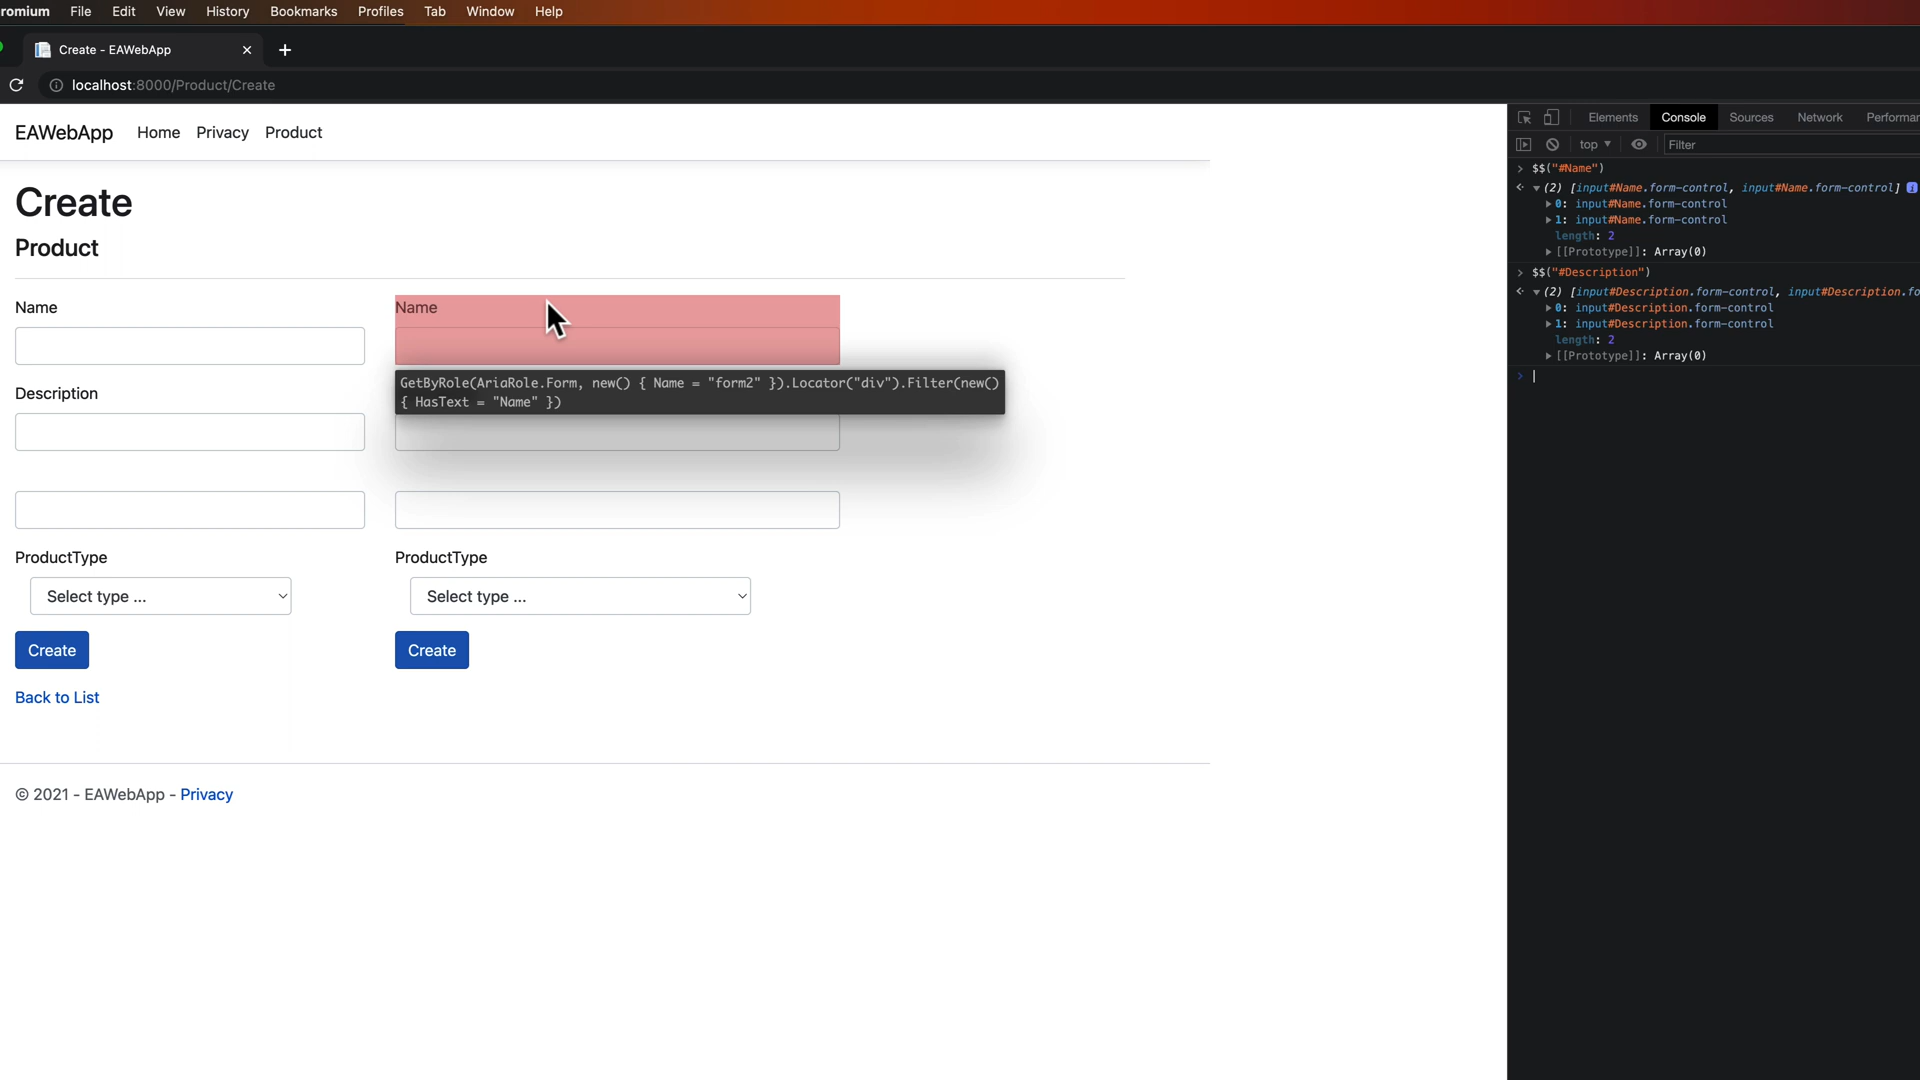 romium File Edit View History Bookmarks Profiles Tab Window Help
Create - EAWebApp
localhost:8000/Product/Create
EAWebApp Home Privacy Product
Create
Product
Name
Description
ProductType
Select type ...
Create
Back to List
Name
GetByRole(AriaRole.Form, new() { Name = "form2" }).Locator("div").Filter(new()
{ HasText = "Name" })
ProductType
Select type ...
Create
© 2021 - EAWebApp - Privacy
Elements Console Sources Network Performan
top Filter
$$("#Name")
(2) [input#Name.form-control, input#Name.form-control]
0: input#Name.form-control
1: input#Name.form-control
length: 2
[[Prototype]]: Array(0)
$$("#Description")
(2) [input#Description.form-control, input#Description.fo
0: input#Description.form-control
1: input#Description.form-control
length: 2
[[Prototype]]: Array(0)